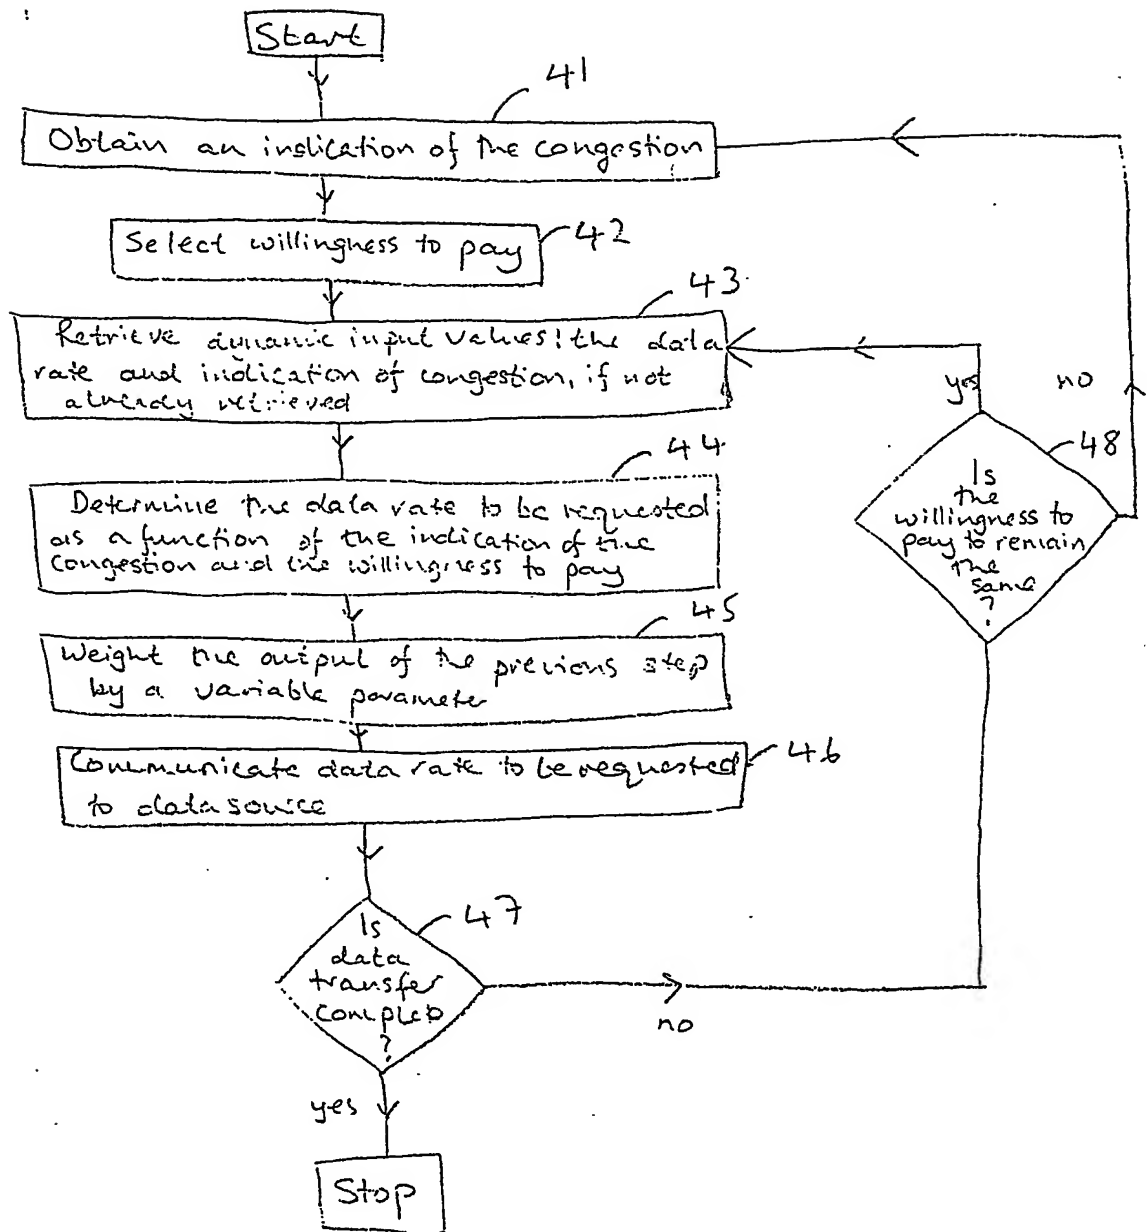 Start
41
Obtain an indication of the congestion
Select willingness to pay
42
43
Retrieve dynamic input values: the data
rate and indication of congestion, if not
already retrieved
yes
no
44
48
Is
the
willingness to
pay to remain
the
same
?
Determine the data rate to be requested
as a function of the indication of the
congestion and the willingness to pay
45
Weight the output of the previous step
by a variable parameter
Communicate data rate to be requested
to data source
46
47
Is
data
transfer
complete
?
no
yes
Stop